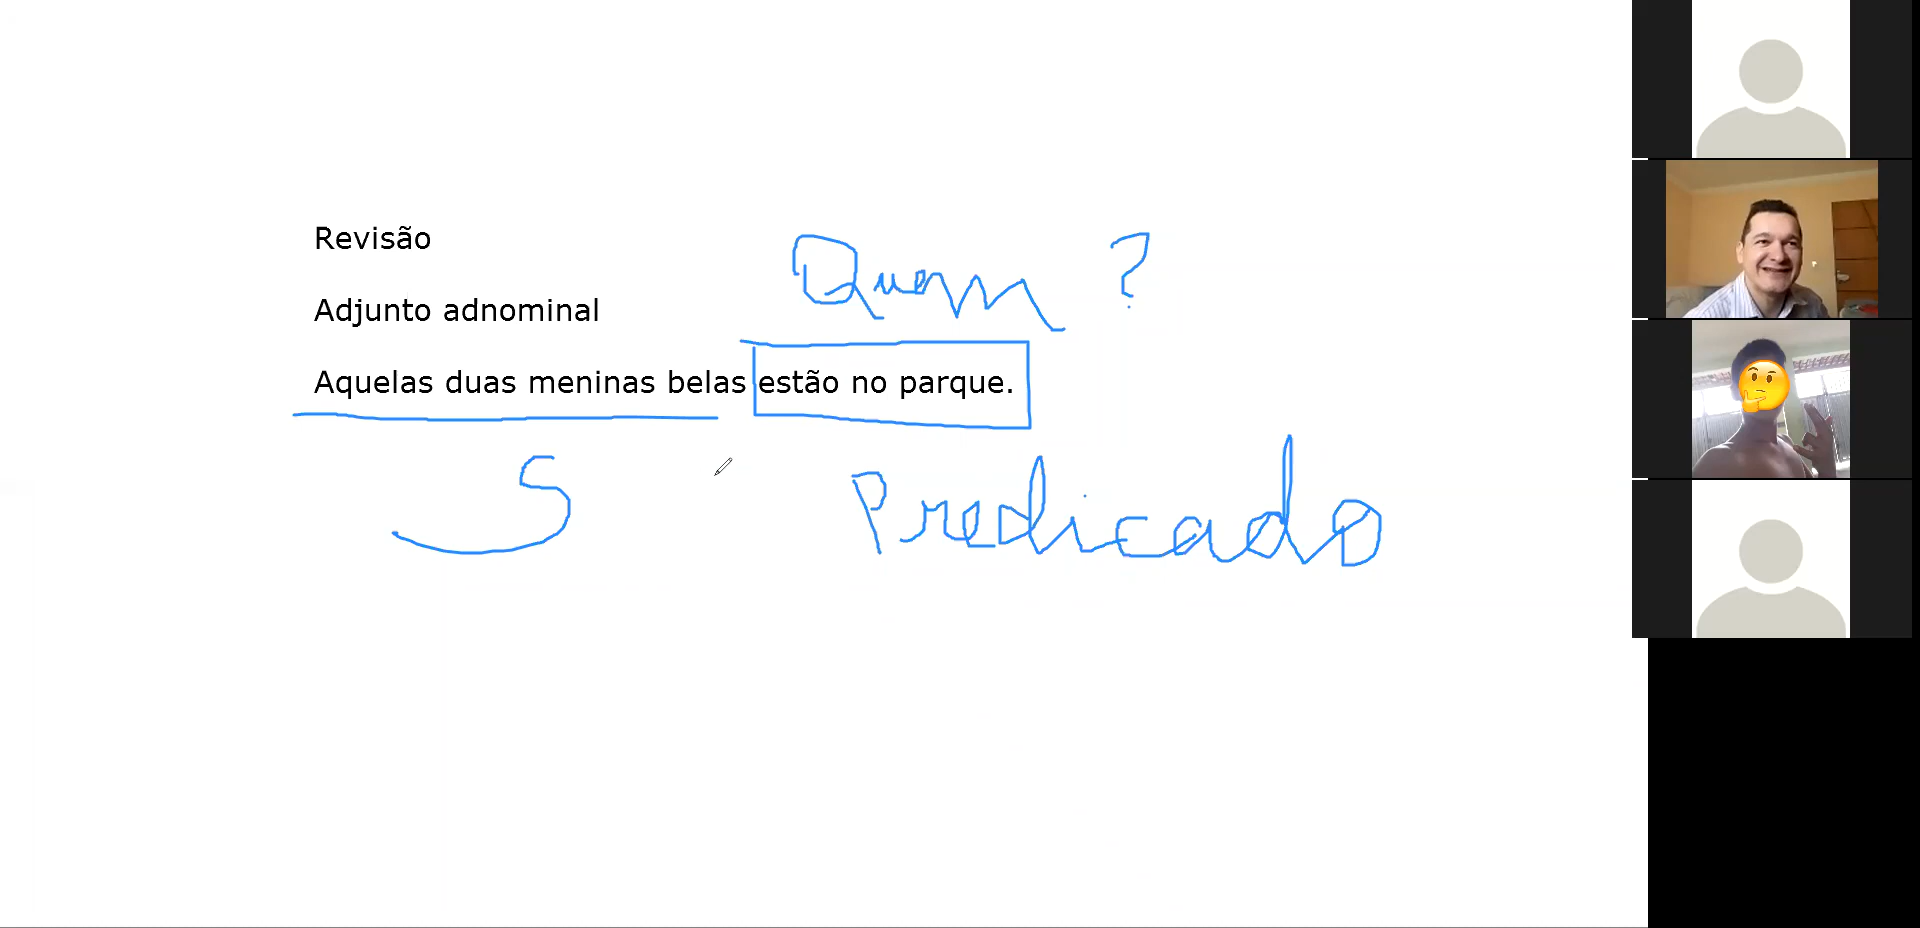 Revisão
Quem ?
Adjunto adnominal
Aquelas duas meninas belas estão no parque.
S
Predicado